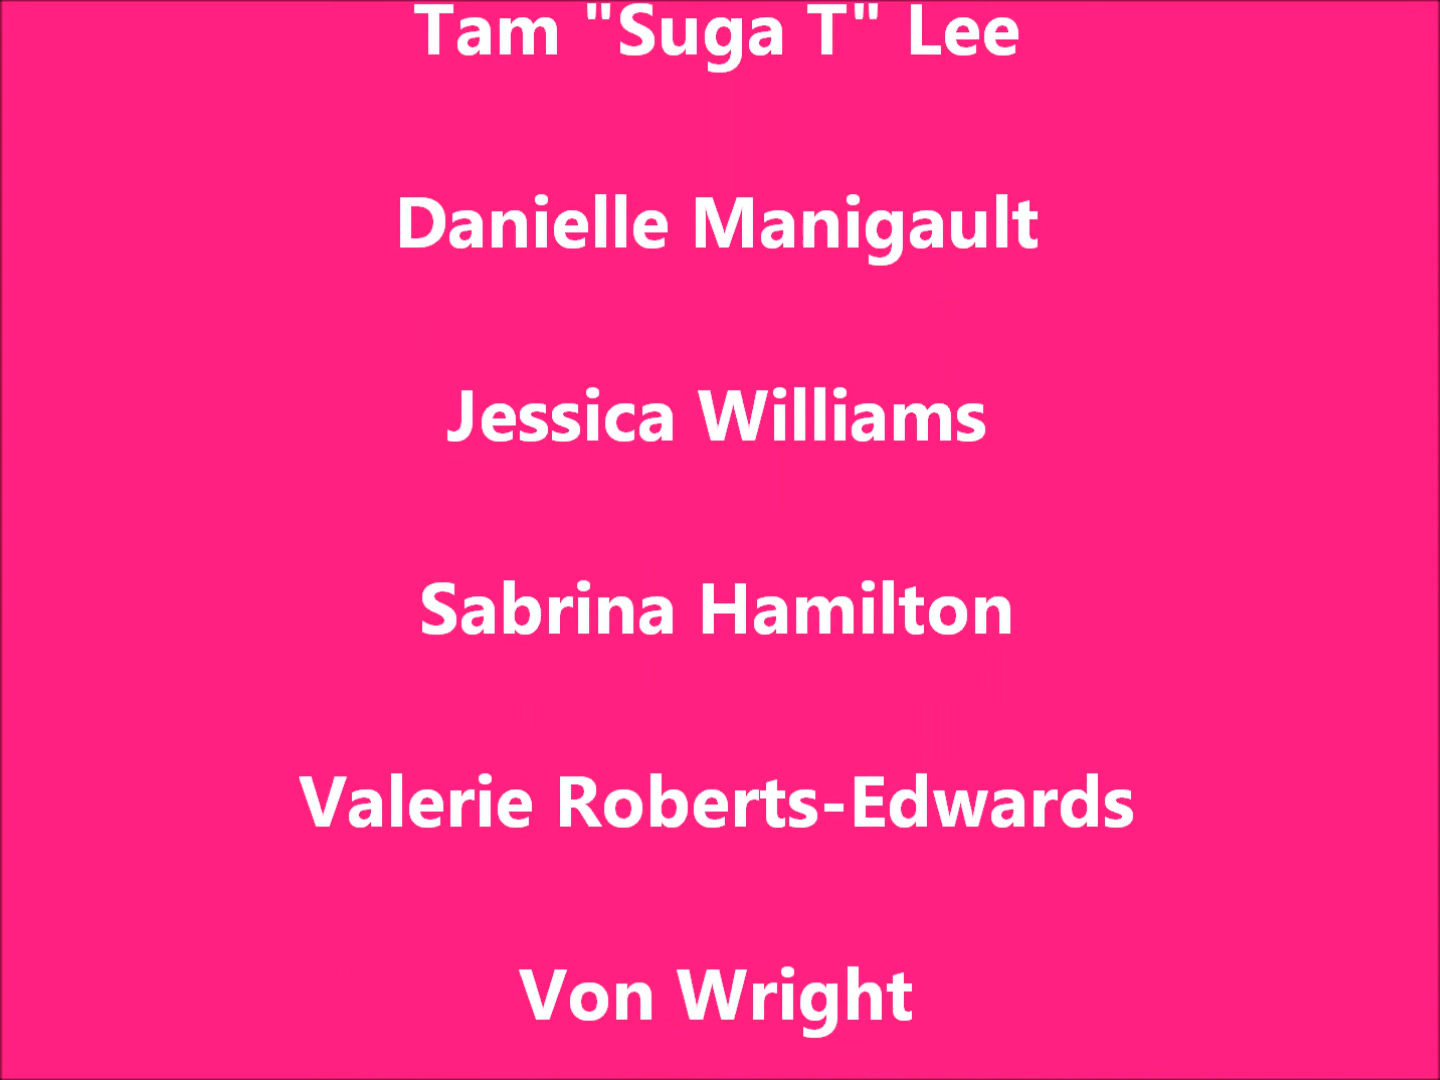 Tam "Suga T" Lee
Danielle Manigault
Jessica Williams
Sabrina Hamilton
Valerie Roberts-Edwards
Von Wright